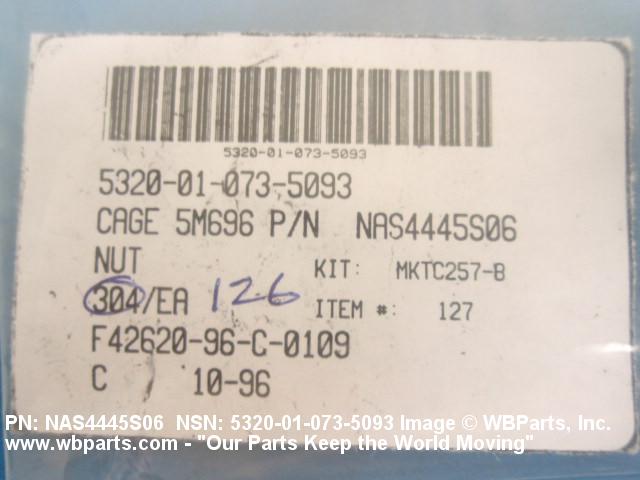 5320-01-073-5093
5320-01-073-5093
CAGE 5M696 P/N NAS4445S06
NUT KIT: MKTC257-B
304/EA 126 ITEM #: 127
F42620-96-C-0109
C 10-96
PN: NAS4445S06 NSN: 5320-01-073-5093 Image © WBParts, Inc.
www.wbparts.com - "Our Parts Keep the World Moving"